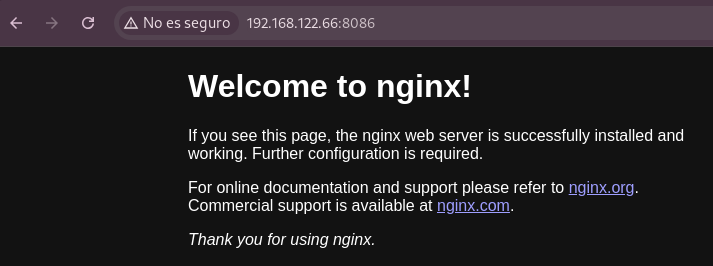 No es seguro 192.168.122.66:8086
Welcome to nginx!
If you see this page, the nginx web server is successfully installed and
working. Further configuration is required.
For online documentation and support please refer to nginx.org.
Commercial support is available at nginx.com.
Thank you for using nginx.